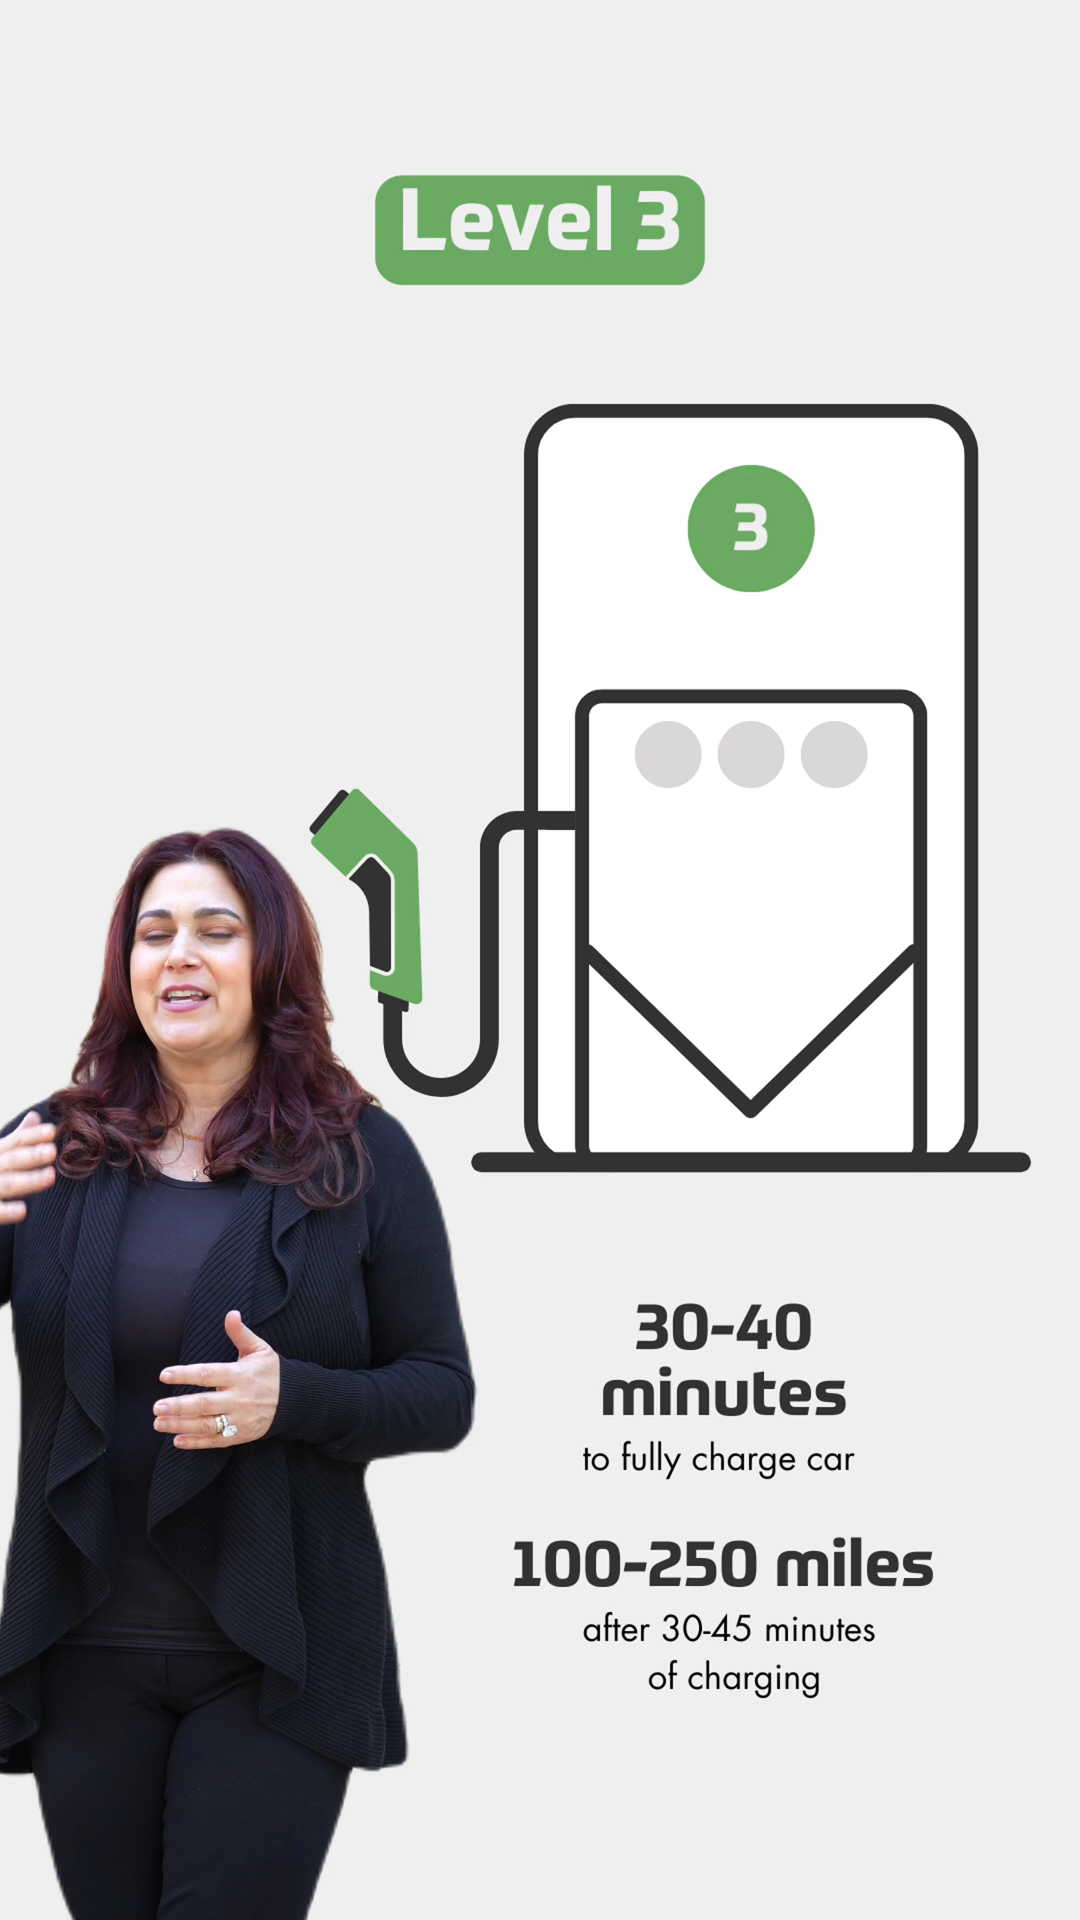 Level 3
3
30-40
minutes
to fully charge car
100-250 miles
after 30-45 minutes
of charging